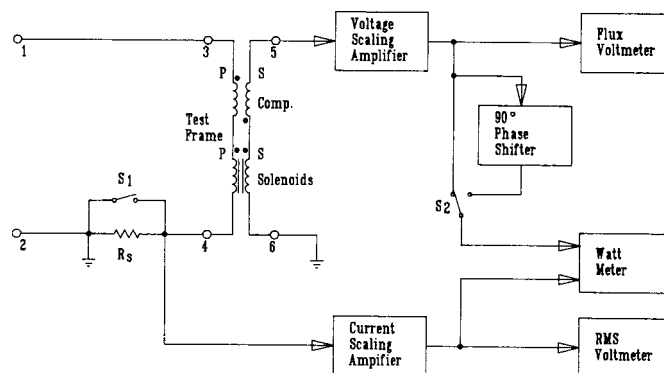 1
3
5
Voltage
Scaling
Amplifier
Flux
Voltmeter
P
S
Comp.
Test
Frame
90°
Phase
Shifter
P
S
Solenoids
S1
S2
2
Rs
4
6
Watt
Meter
Current
Scaling
Ampifier
RMS
Voltmeter